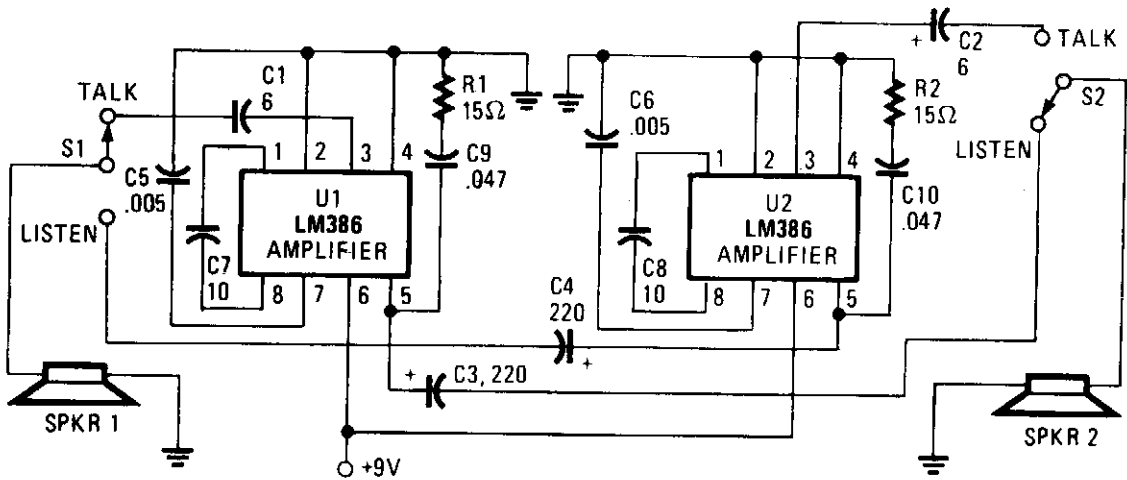 TALK
S1
LISTEN
C5
.005
C1
6
R1
15Ω
C9
.047
1 2 3 4
U1
LM386
AMPLIFIER
C7
10
8 7 6 5
SPKR 1
C3, 220
+
+9V
C4
220
+
C6
.005
C2
6
+
TALK
S2
LISTEN
R2
15Ω
C10
.047
1 2 3 4
U2
LM386
AMPLIFIER
C8
10
8 7 6 5
SPKR 2